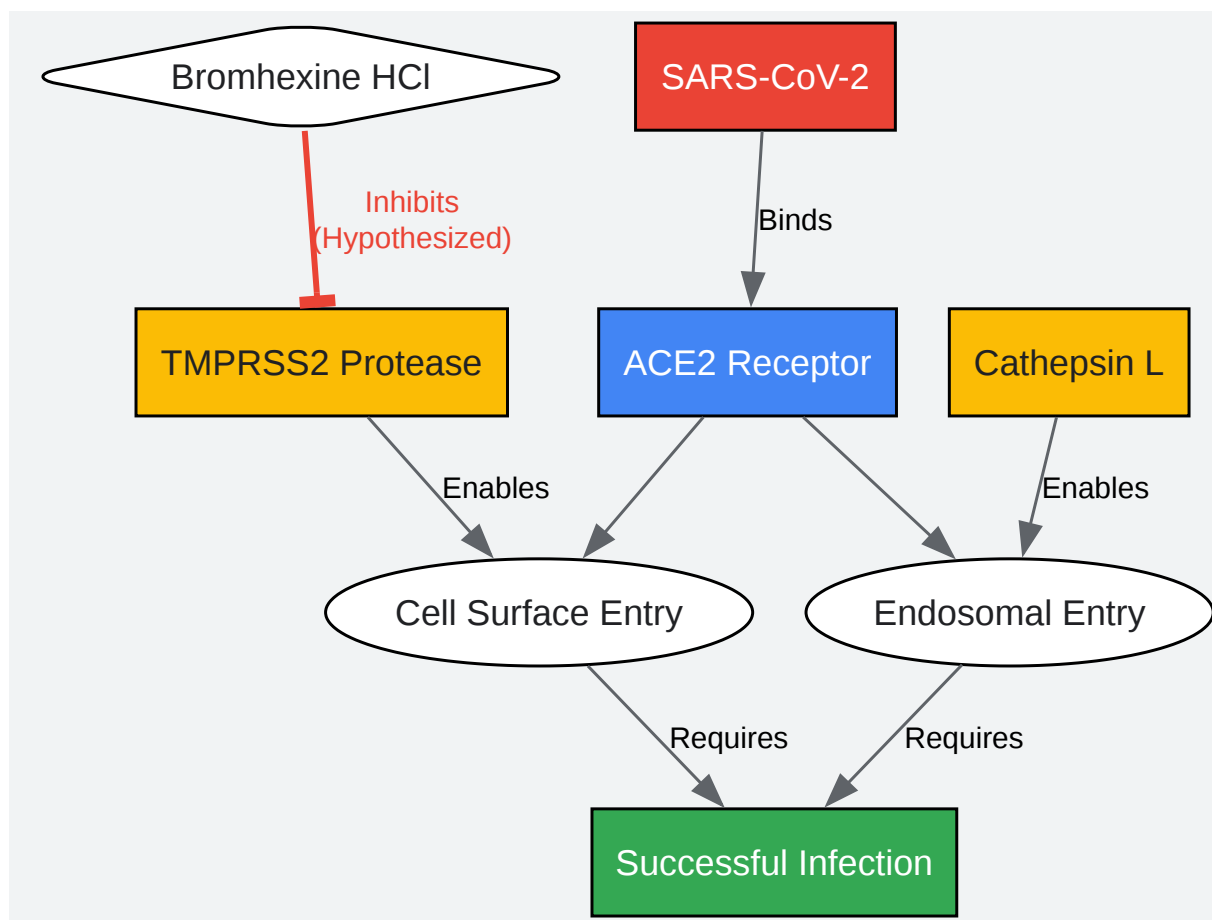 Bromhexine HCl
SARS-CoV-2
Inhibits
(Hypothesized)
Binds
TMPRSS2 Protease
ACE2 Receptor
Cathepsin L
Enables
Enables
Cell Surface Entry
Endosomal Entry
Requires
Requires
Successful Infection